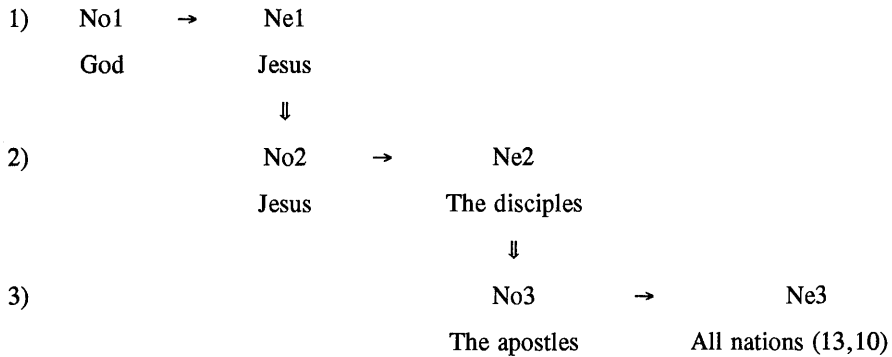 1) No1 → Ne1
God Jesus
⇓
2) No2 → Ne2
Jesus The disciples
⇓
3) No3 → Ne3
The apostles All nations (13,10)